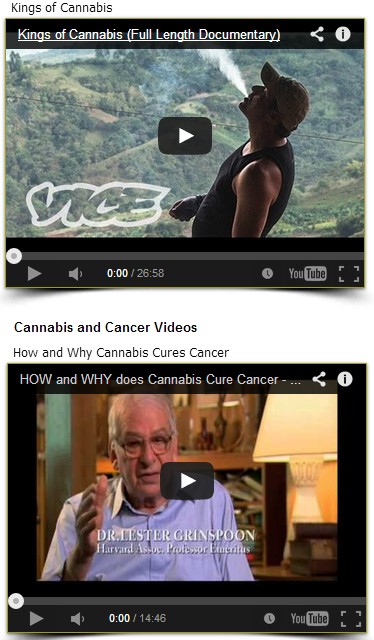 Kings of Cannabis
Kings of Cannabis (Full Length Documentary)
VICE
0:00 / 26:58
YouTube
Cannabis and Cancer Videos
How and Why Cannabis Cures Cancer
HOW and WHY does Cannabis Cure Cancer - ...
DR. LESTER GRINSPOON
Harvard Assoc. Professor Emeritus
0:00 / 14:46
YouTube